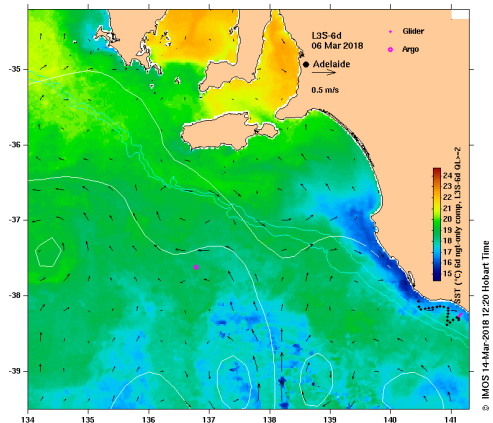 L3S-6d
06 Mar 2018
Glider
Argo
Adelaide
0.5 m/s
-35
-36
-37
-38
-39
134
135
136
137
138
139
140
141
24
23
22
21
20
19
18
17
16
15
SST (°C) 6d ngt-only comp, L3S-6d QL>=2
© IMOS 14-Mar-2018 12:20 Hobart Time